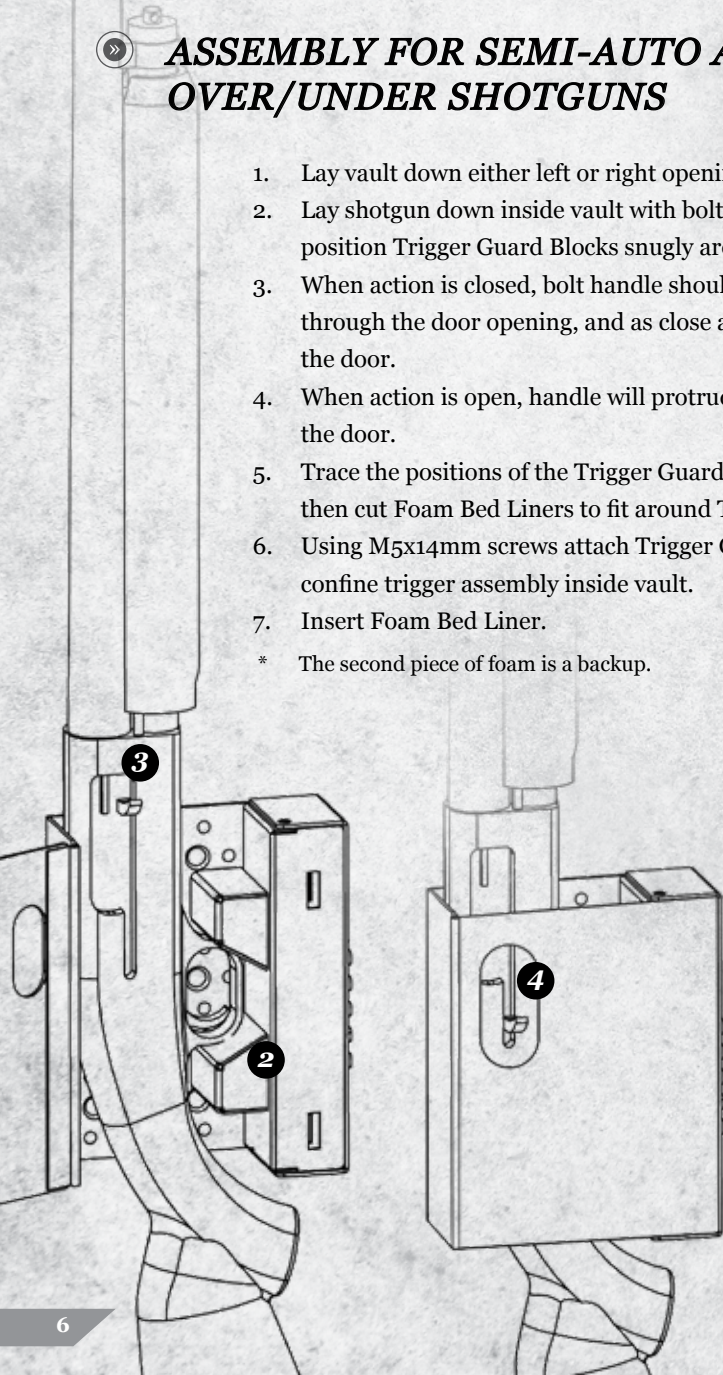 »
ASSEMBLY FOR SEMI-AUTO
OVER/UNDER SHOTGUNS
1. Lay vault down either left or right
2. Lay shotgun down inside vault with bolt
position Trigger Guard Blocks snugly
3. When action is closed, bolt handle
through the door opening, and as close
the door.
4. When action is open, handle will
the door.
5. Trace the positions of the Trigger Guard
then cut Foam Bed Liners to fit around
6. Using M5x14mm screws attach Trigger
confine trigger assembly inside vault.
7. Insert Foam Bed Liner.
* The second piece of foam is a backup.
3
4
2
6